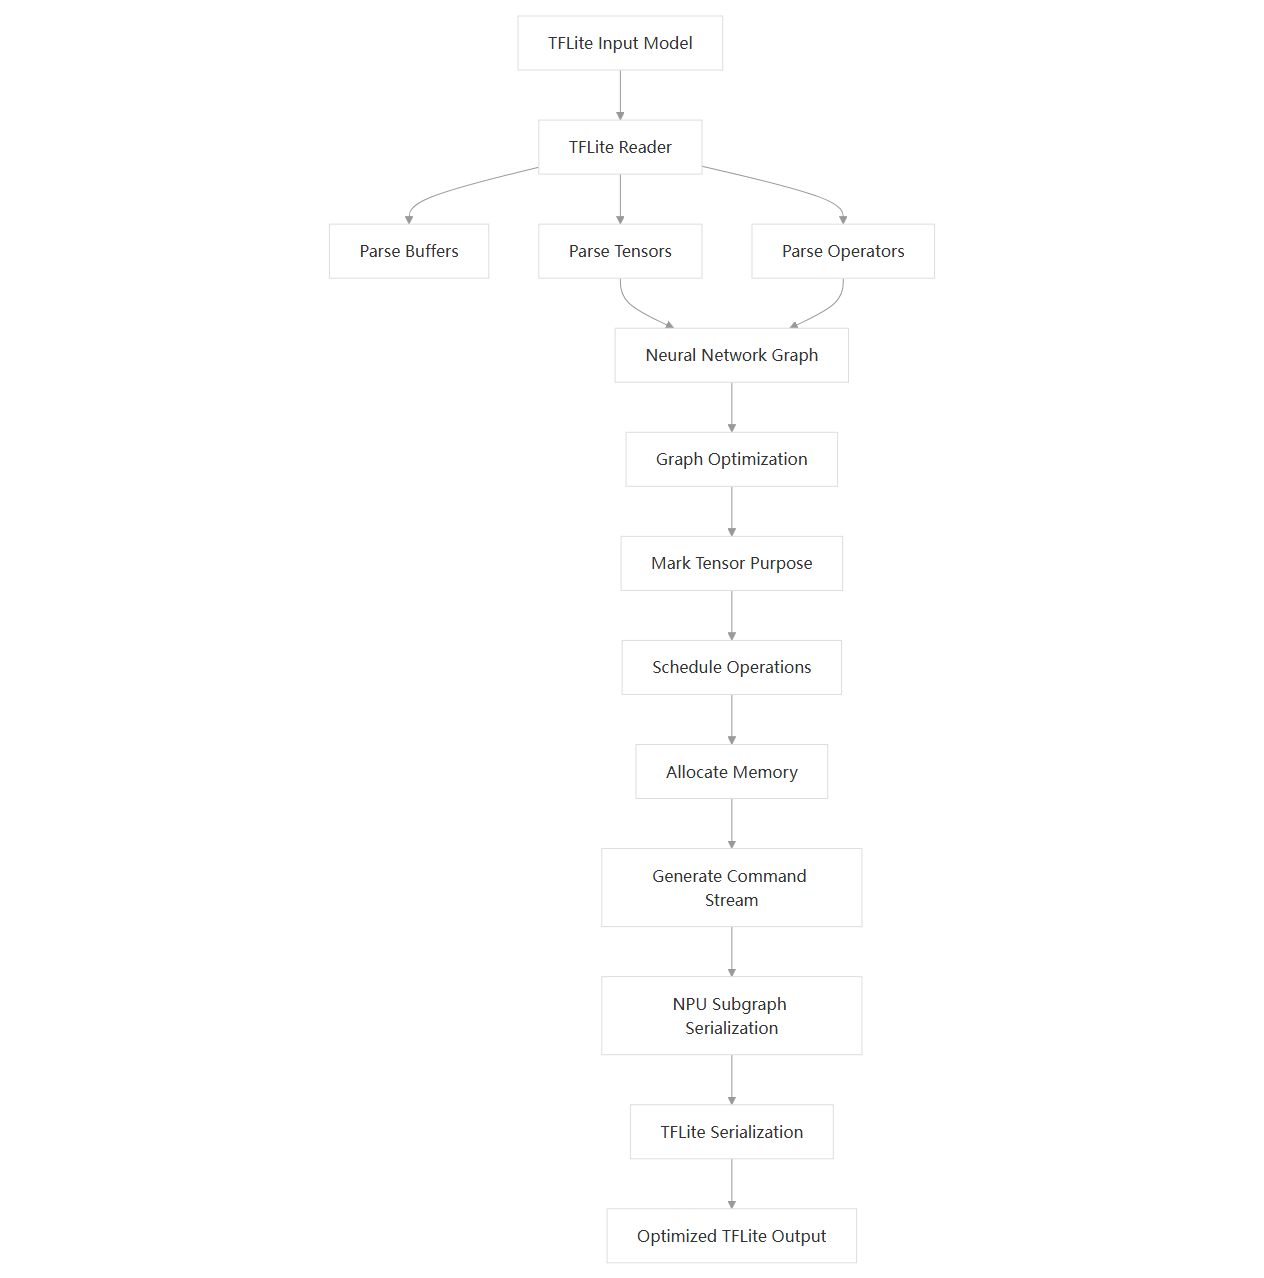 TFLite Input Model
TFLite Reader
Parse Buffers
Parse Tensors
Parse Operators
Neural Network Graph
Graph Optimization
Mark Tensor Purpose
Schedule Operations
Allocate Memory
Generate Command
Stream
NPU Subgraph
Serialization
TFLite Serialization
Optimized TFLite Output